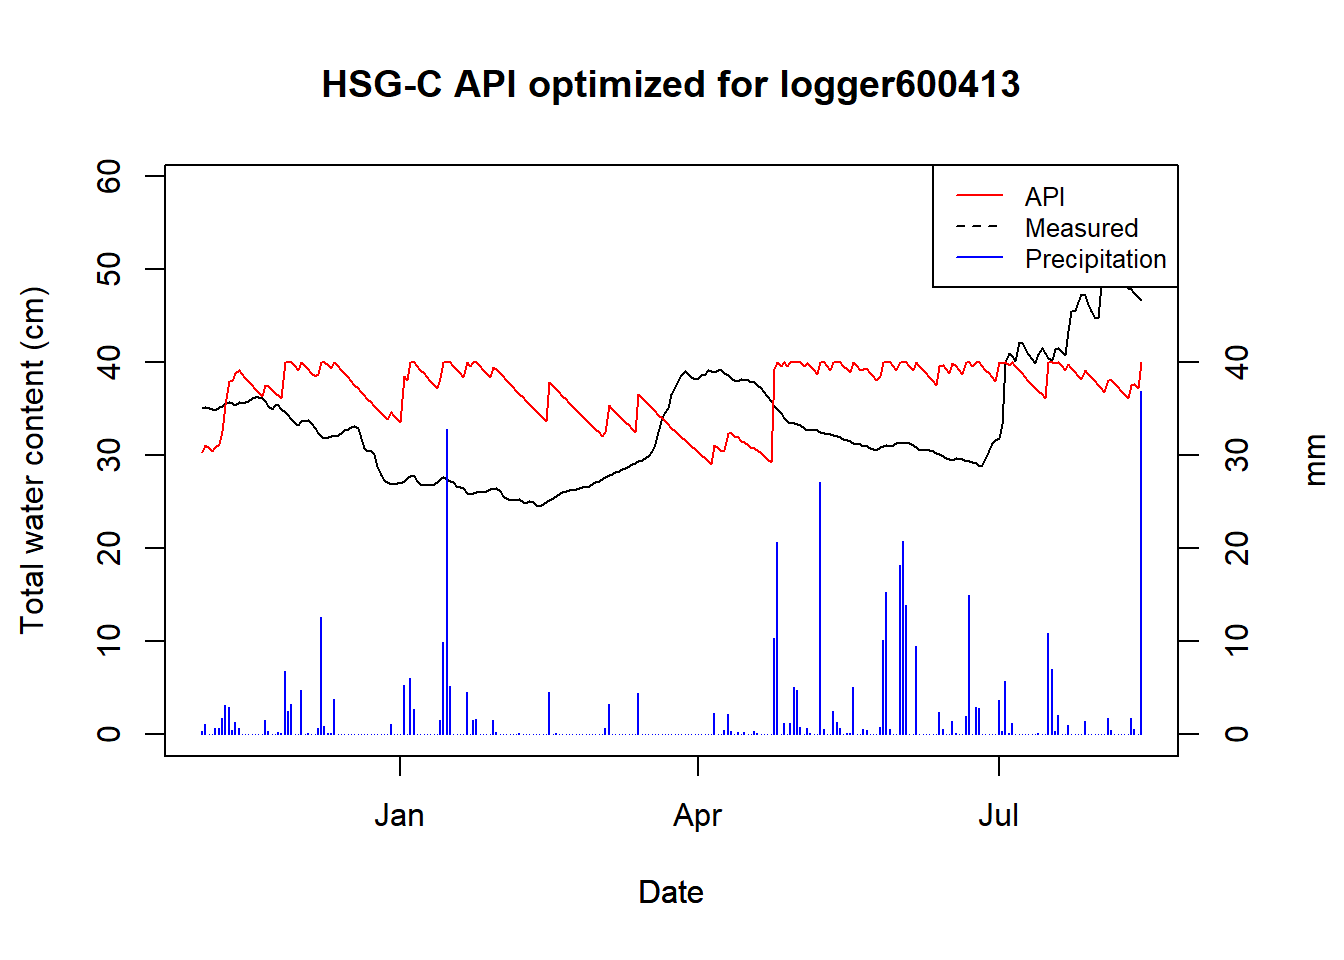 HSG-C API optimized for logger600413
60
50
40
30
20
10
0
Total water content (cm)
API
Measured
Precipitation
40
30
20
10
0
mm
Jan Apr Jul
Date